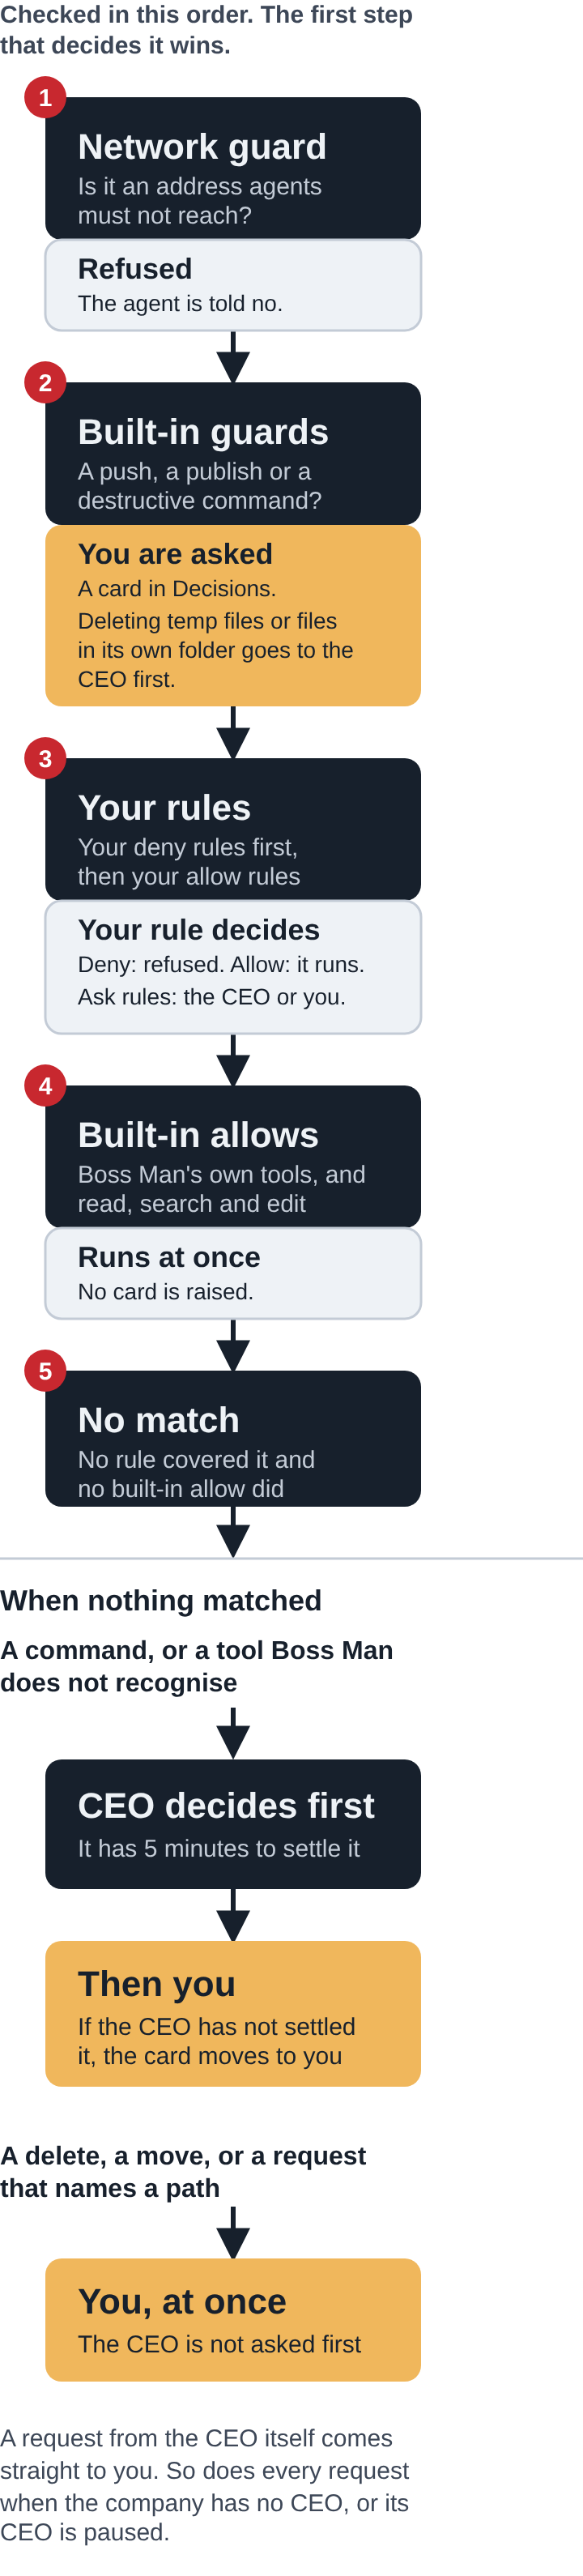 Checked in this order. The first step
that decides it wins.
1
Network guard
Is it an address agents
must not reach?
Refused
The agent is told no.
2
Built-in guards
A push, a publish or a
destructive command?
You are asked
A card in Decisions.
Deleting temp files or files
in its own folder goes to the
CEO first.
3
Your rules
Your deny rules first,
then your allow rules
Your rule decides
Deny: refused. Allow: it runs.
Ask rules: the CEO or you.
4
Built-in allows
Boss Man's own tools, and
read, search and edit
Runs at once
No card is raised.
5
No match
No rule covered it and
no built-in allow did
When nothing matched
A command, or a tool Boss Man
does not recognise
CEO decides first
It has 5 minutes to settle it
Then you
If the CEO has not settled
it, the card moves to you
A delete, a move, or a request
that names a path
You, at once
The CEO is not asked first
A request from the CEO itself comes
straight to you. So does every request
when the company has no CEO, or its
CEO is paused.